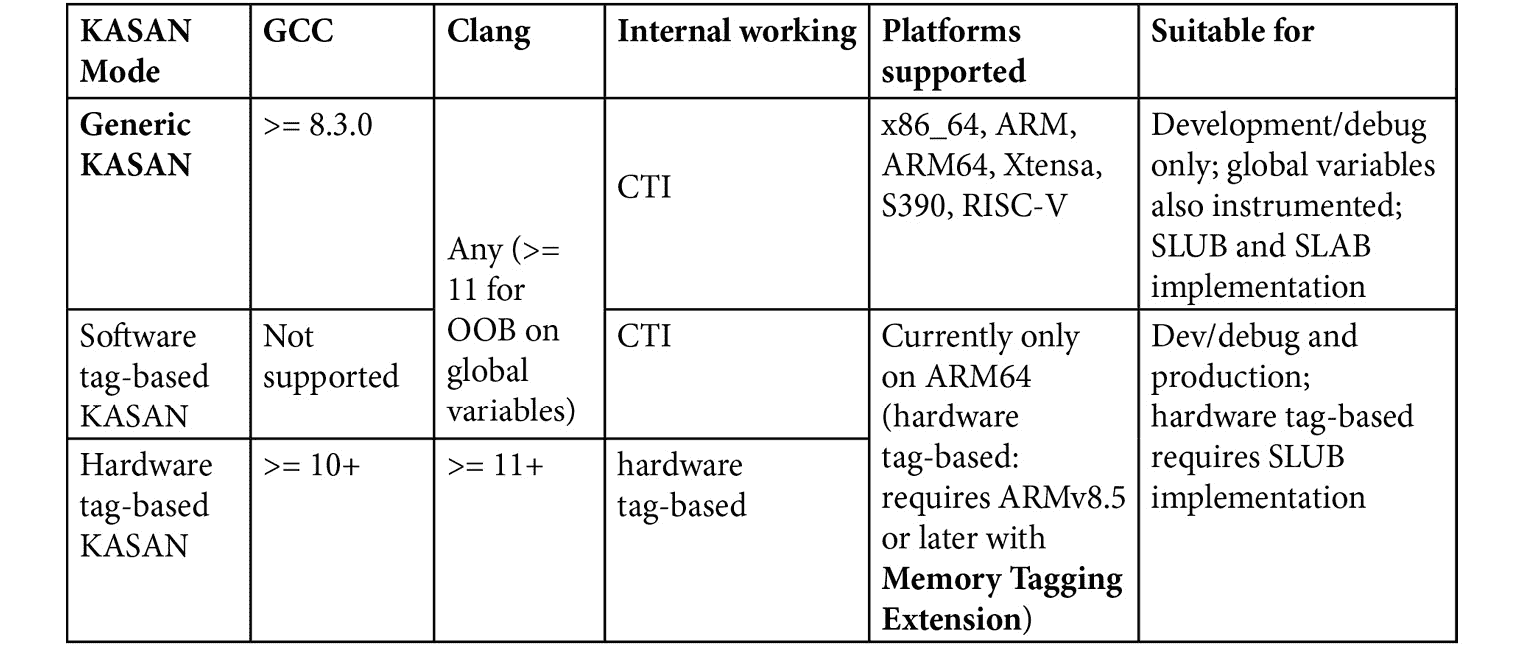 KASAN
Mode
GCC
Clang
Internal working
Platforms
supported
Suitable for
Generic
KASAN
>= 8.3.0
Any (>=
11 for
OOB on
global
variables)
CTI
x86_64, ARM,
ARM64, Xtensa,
S390, RISC-V
Development/debug
only; global variables
also instrumented;
SLUB and SLAB
implementation
Software
tag-based
KASAN
Not
supported
CTI
Currently only
on ARM64
(hardware
tag-based:
requires ARMv8.5
or later with
Memory Tagging
Extension)
Dev/debug and
production;
hardware tag-based
requires SLUB
implementation
Hardware
tag-based
KASAN
>= 10+
>= 11+
hardware
tag-based